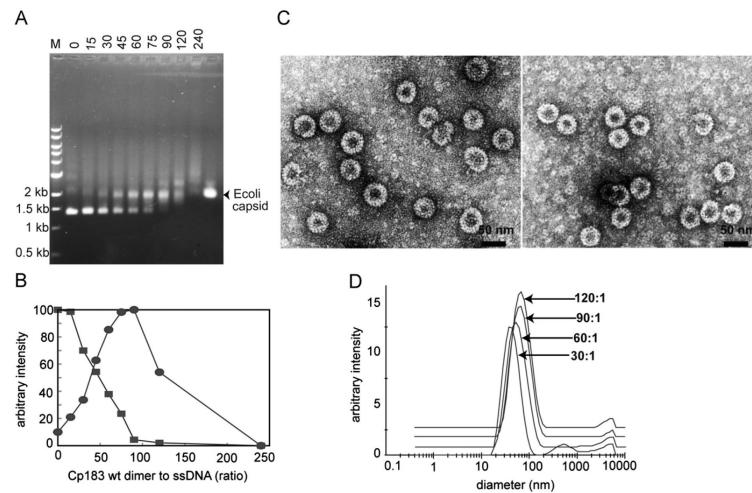 A
M 0 15 30 45 60 75 90 120 240
2 kb
1.5 kb
1 kb
0.5 kb
Ecoli
capsid
C
50 nm
50 nm
B
arbitrary intensity
100
80
60
40
20
0
0 50 100 150 200 250
Cp183 wt dimer to ssDNA (ratio)
D
arbitrary intensity
15
10
5
0
120:1
90:1
60:1
30:1
0.1 1 10 100 1000 10000
diameter (nm)